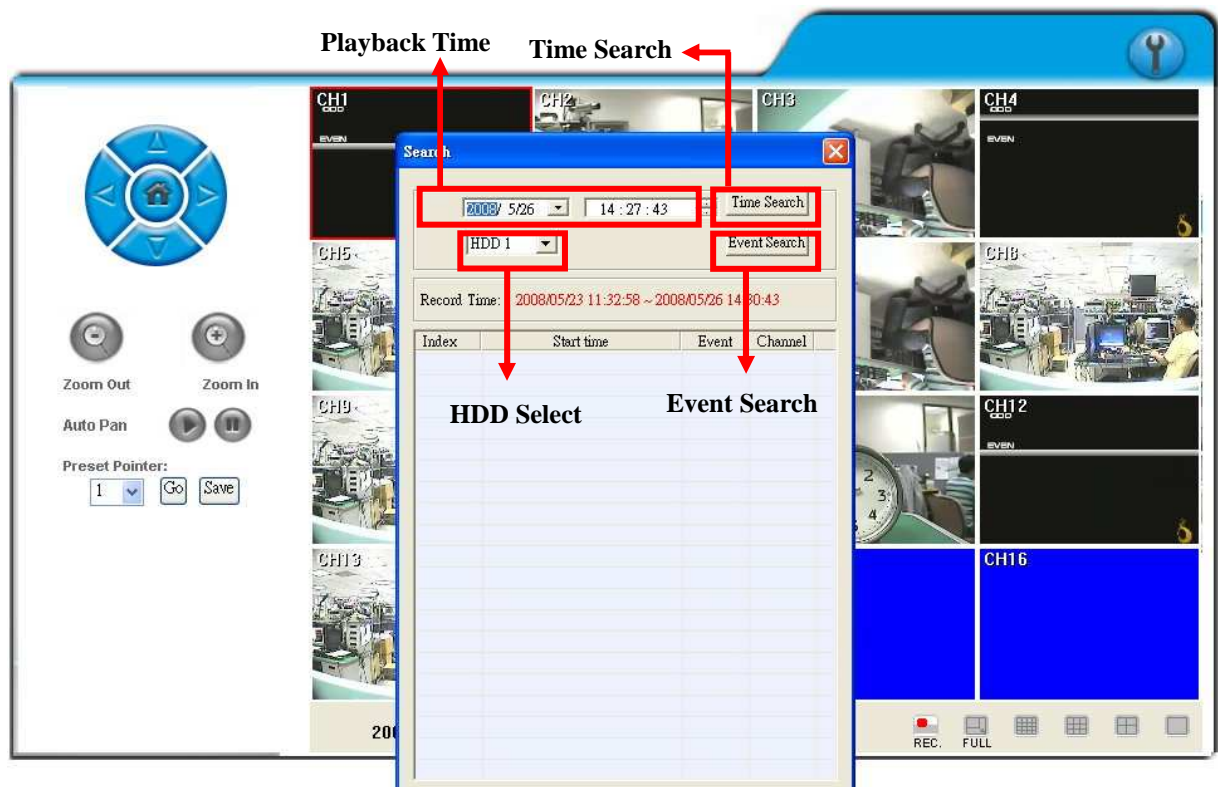 Playback Time
Time Search
CH1
EVEN
CH2
CH3
CH4
EVEN
Search
2008/ 5/26
14 : 27 : 43
Time Search
HDD 1
Event Search
CH5
CH8
Record Time:
2008/05/23 11:32:58 ~ 2008/05/26 14:30:43
Index
Start time
Event
Channel
Zoom Out
Zoom In
HDD Select
Event Search
CH9
CH12
EVEN
Auto Pan
Preset Pointer:
1
Go
Save
2
3
4
CH13
CH16
REC.
FULL